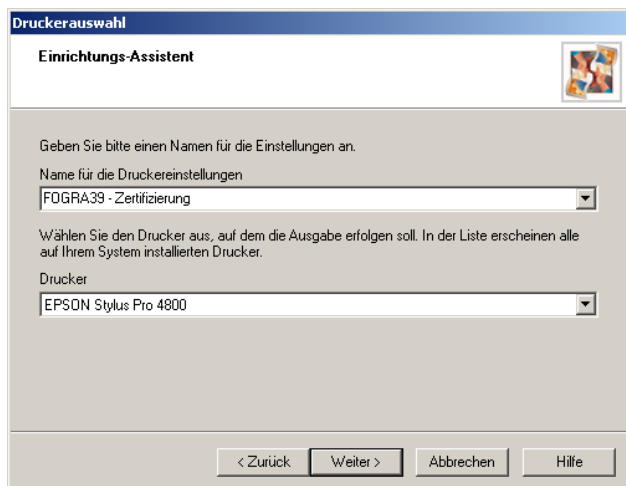 Druckerauswahl
Einrichtungs-Assistent
Geben Sie bitte einen Namen für die Einstellungen an.
Name für die Druckereinstellungen
FOGRA39 - Zertifizierung
Wählen Sie den Drucker aus, auf dem die Ausgabe erfolgen soll. In der Liste erscheinen alle
auf Ihrem System installierten Drucker.
Drucker
EPSON Stylus Pro 4800
< Zurück Weiter > Abbrechen Hilfe